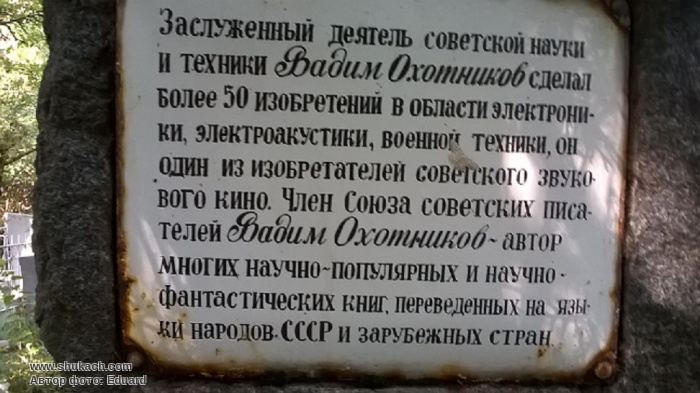 Заслуженный деятель советской науки
и техники Вадим Охотников сделал
более 50 изобретений в области электрони-
ки, электроакустики, военной техники, он
один из изобретателей советского звуко-
вого кино. Член Союза советских писа-
телей Вадим Охотников - автор
многих научно-популярных и научно-
фантастических книг, переведенных на язы-
ки народов СССР и зарубежных стран.
www.shukach.com
Автор фото: Eduard